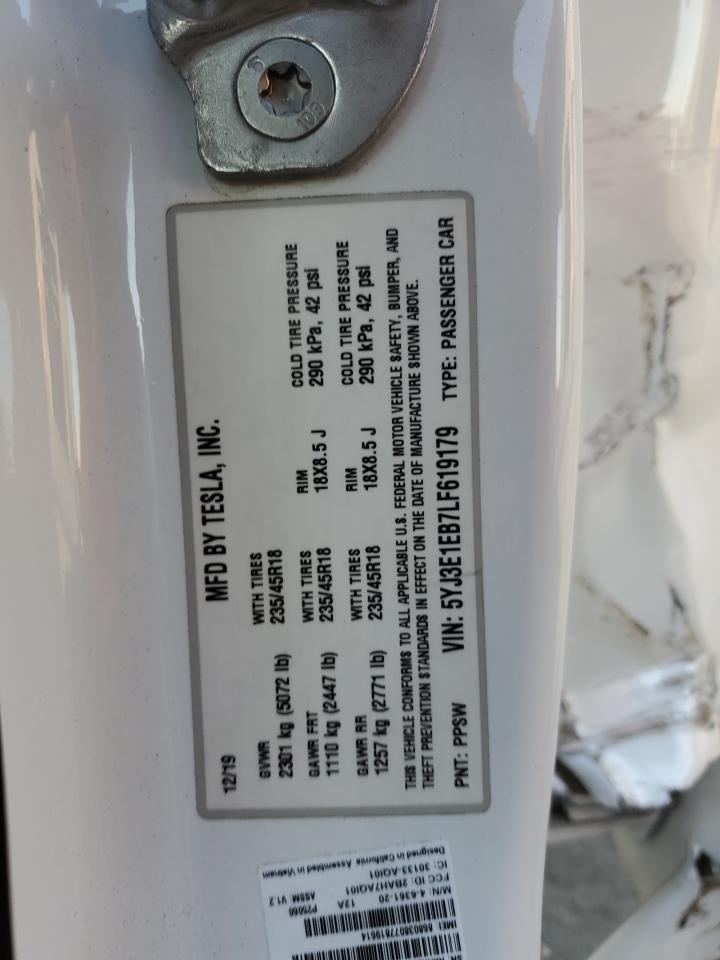 MFD BY TESLA, INC.
12/19
GVWR
2301 kg (5072 lb)
WITH TIRES
235/45R18
GAWR FRT
1110 kg (2447 lb)
WITH TIRES
235/45R18
RIM
18X8.5 J
COLD TIRE PRESSURE
290 kPa, 42 psi
GAWR RR
1257 kg (2771 lb)
WITH TIRES
235/45R18
RIM
18X8.5 J
COLD TIRE PRESSURE
290 kPa, 42 psi
THIS VEHICLE CONFORMS TO ALL APPLICABLE U.S. FEDERAL MOTOR VEHICLE SAFETY, BUMPER, AND
THEFT PREVENTION STANDARDS IN EFFECT ON THE DATE OF MANUFACTURE SHOWN ABOVE.
PNT: PPSW VIN: 5YJ3E1EB7LF619179 TYPE: PASSENGER CAR
IMEI:
M/N: 4-6361-20 12A
FCC ID: 2BAH7AQI01
IC: 30133-AQI01
Designed in California Assembled in Vietnam
ASSM V1.2